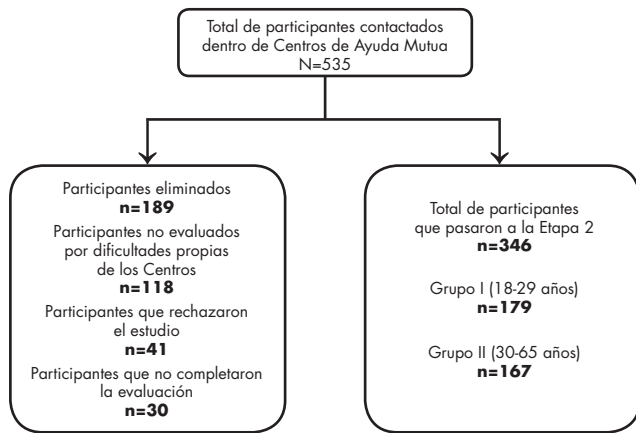 Total de participantes contactados
dentro de Centros de Ayuda Mutua
N=535
Participantes eliminados
n=189
Participantes no evaluados
por dificultades propias
de los Centros
n=118
Participantes que rechazaron
el estudio
n=41
Participantes que no completaron
la evaluación
n=30
Total de participantes
que pasaron a la Etapa 2
n=346
Grupo I (18-29 años)
n=179
Grupo II (30-65 años)
n=167